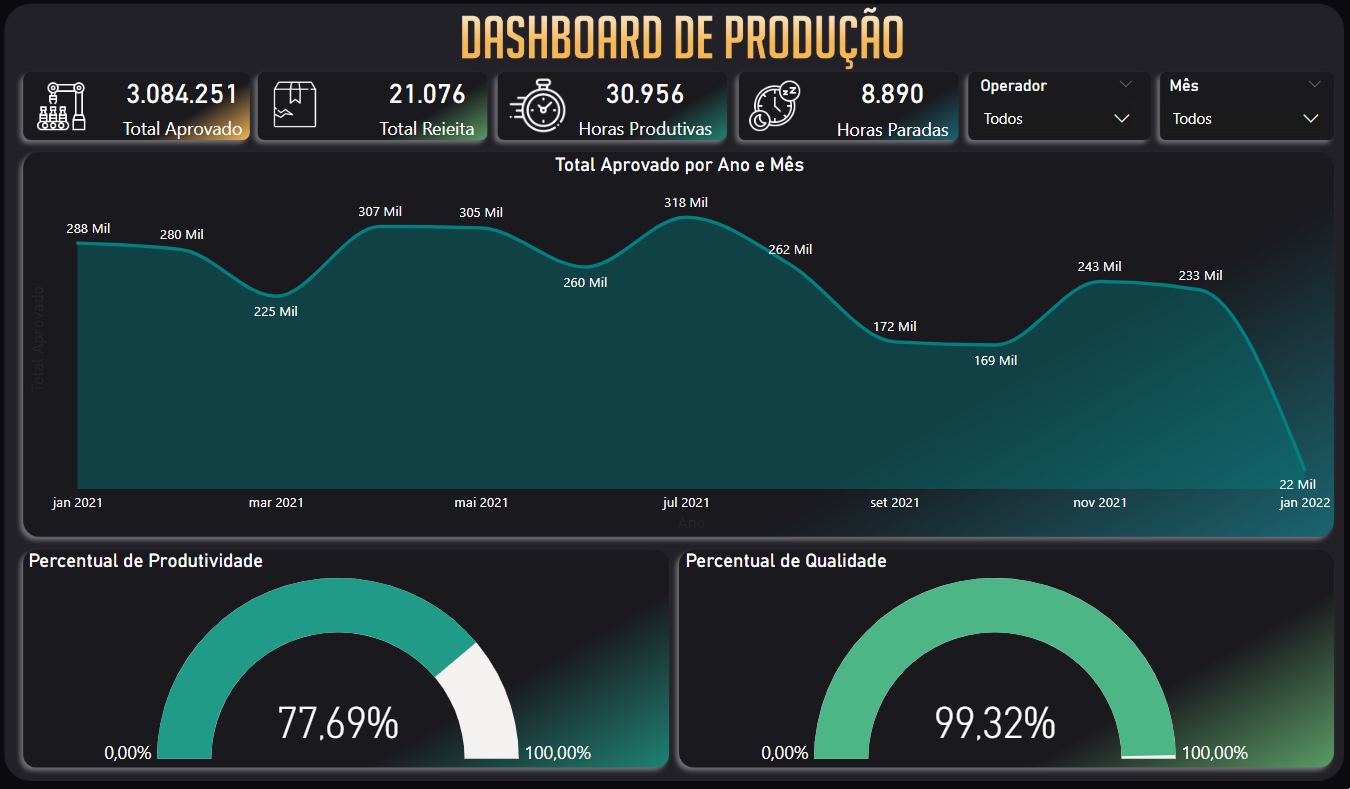 DASHBOARD DE PRODUÇÃO
3.084.251
Total Aprovado
21.076
Total Reieita
30.956
Horas Produtivas
8.890
Horas Paradas
Operador
Todos
Mês
Todos
Total Aprovado por Ano e Mês
318 Mil
307 Mil
305 Mil
288 Mil
280 Mil
262 Mil
260 Mil
243 Mil
233 Mil
225 Mil
172 Mil
169 Mil
22 Mil
Total Aprovado
jan 2021
mar 2021
mai 2021
jul 2021
set 2021
nov 2021
jan 2022
Ano
Percentual de Produtividade
77,69%
0,00%
100,00%
Percentual de Qualidade
99,32%
0,00%
100,00%